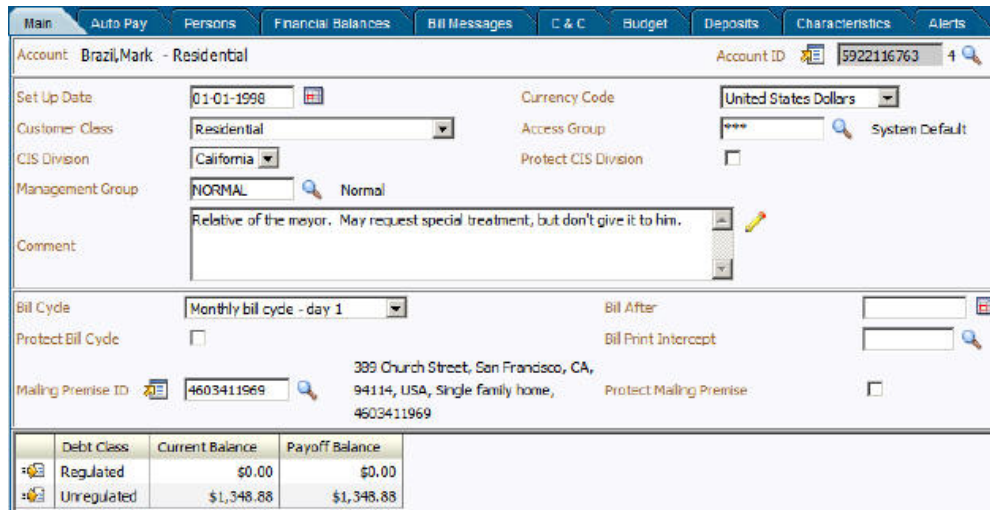 Main Auto Pay Persons Financial Balances Bill Messages C & C Budget Deposits Characteristics Alerts
Account Brazil,Mark - Residential Account ID 5922116763 4
Set Up Date 01-01-1998 Currency Code United States Dollars
Customer Class Residential Access Group *** System Default
CIS Division California Protect CIS Division
Management Group NORMAL Normal
Relative of the mayor. May request special treatment, but don't give it to him.
Comment
Bill Cycle Monthly bill cycle - day 1 Bill After
Protect Bill Cycle Bill Print Intercept
389 Church Street, San Francisco, CA,
Mailing Premise ID 4603411969 94114, USA, Single family home, Protect Mailing Premise
4603411969
Debt Class Current Balance Payoff Balance
Regulated $0.00 $0.00
Unregulated $1,348.88 $1,348.88